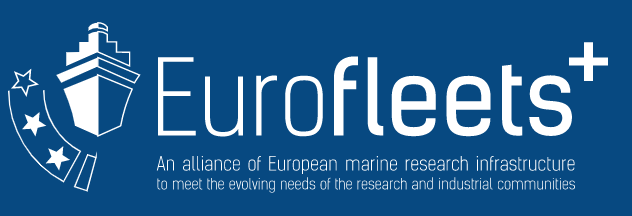 Eurofleets+
An alliance of European marine research infrastructure
to meet the evolving needs of the research and industrial communities